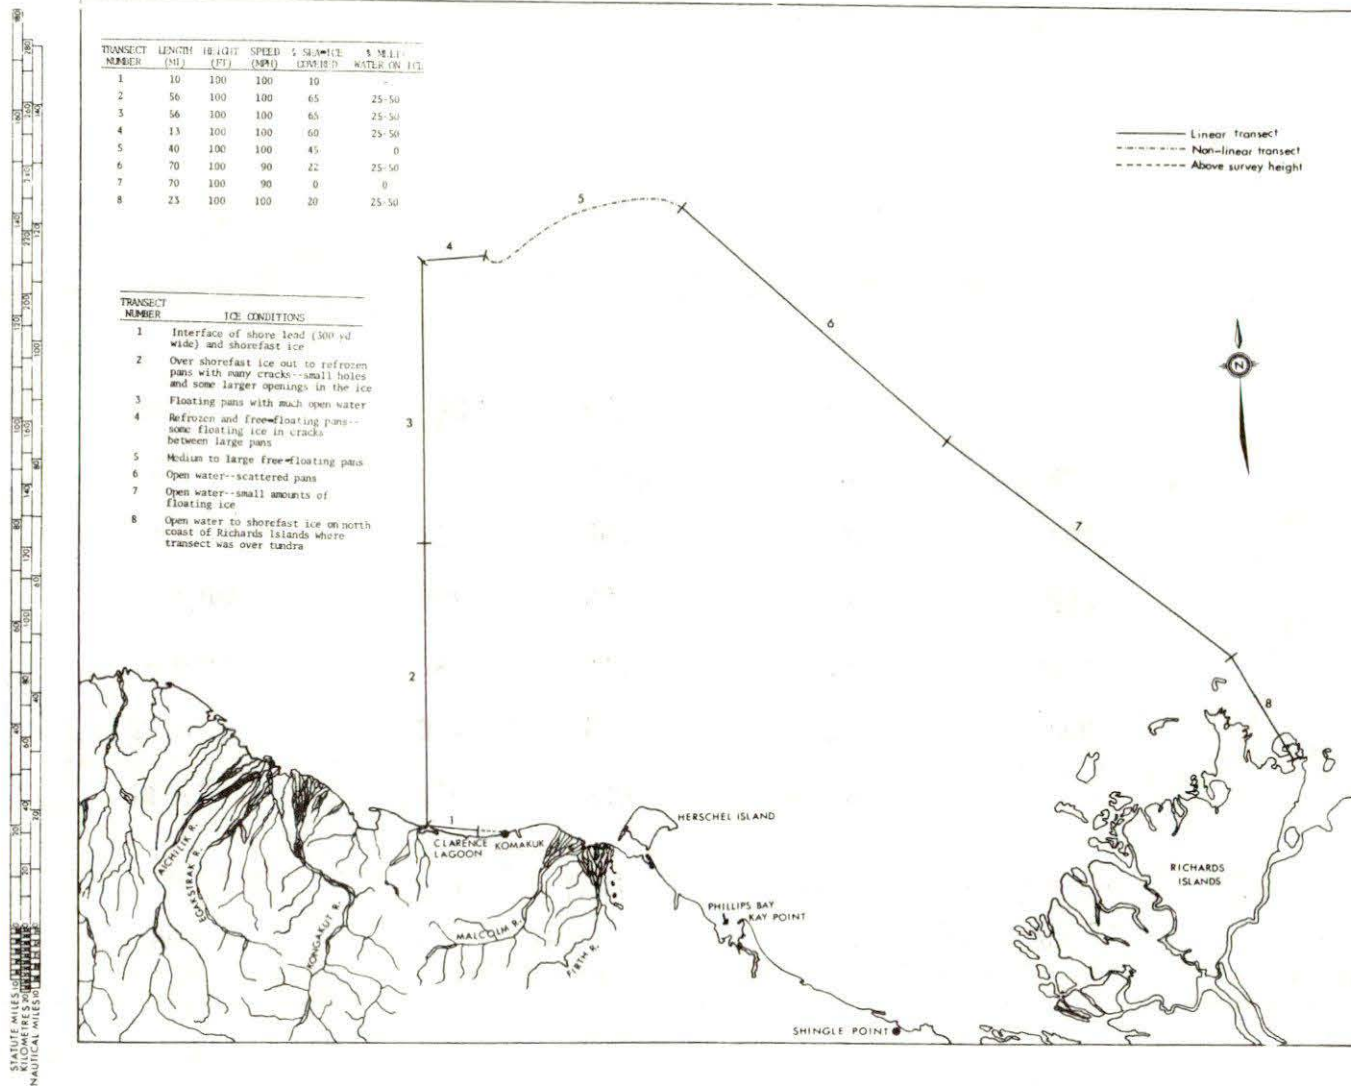 TRANSECT LENGTH HEIGHT SPEED % SEA-ICE % MELT
NUMBER (MI) (FT) (MPH) COVERED WATER ON ICE
1 10 100 100 10 -
2 56 100 100 65 25-50
3 56 100 100 65 25-50
4 13 100 100 60 25-50
5 40 100 100 45 0
6 70 100 90 22 25-50
7 70 100 90 0 0
8 23 100 100 20 25-50
Linear transect
Non-linear transect
Above survey height
TRANSECT
NUMBER ICE CONDITIONS
1 Interface of shore lead (300 yd
wide) and shorefast ice
2 Over shorefast ice out to refrozen
pans with many cracks--small holes
and some larger openings in the ice
3 Floating pans with much open water
4 Refrozen and free-floating pans--
some floating ice in cracks
between large pans
5 Medium to large free-floating pans
6 Open water--scattered pans
7 Open water--small amounts of
floating ice
8 Open water to shorefast ice on north
coast of Richards Islands where
transect was over tundra
5
4
6
N
3
7
2
8
1
CLARENCE
LAGOON
KOMAKUK
HERSCHEL ISLAND
AICHILIK R.
EGAKSTRAK R.
KONGAKUT R.
MALCOLM R.
FIRTH R.
PHILLIPS BAY
KAY POINT
RICHARDS
ISLANDS
SHINGLE POINT
STATUTE MILES 10
KILOMETRES 20
NAUTICAL MILES 10